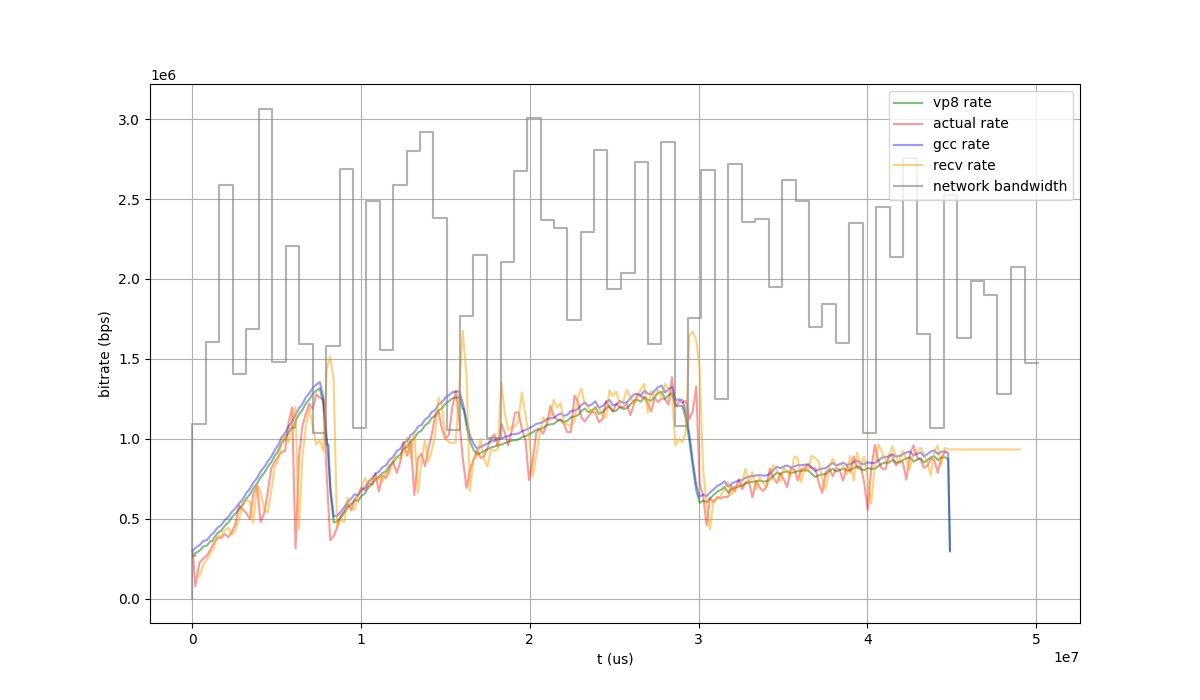 1e6
vp8 rate
actual rate
gcc rate
recv rate
network bandwidth
3.0
2.5
2.0
1.5
1.0
0.5
0.0
bitrate (bps)
0 1 2 3 4 5
t (us)
1e7